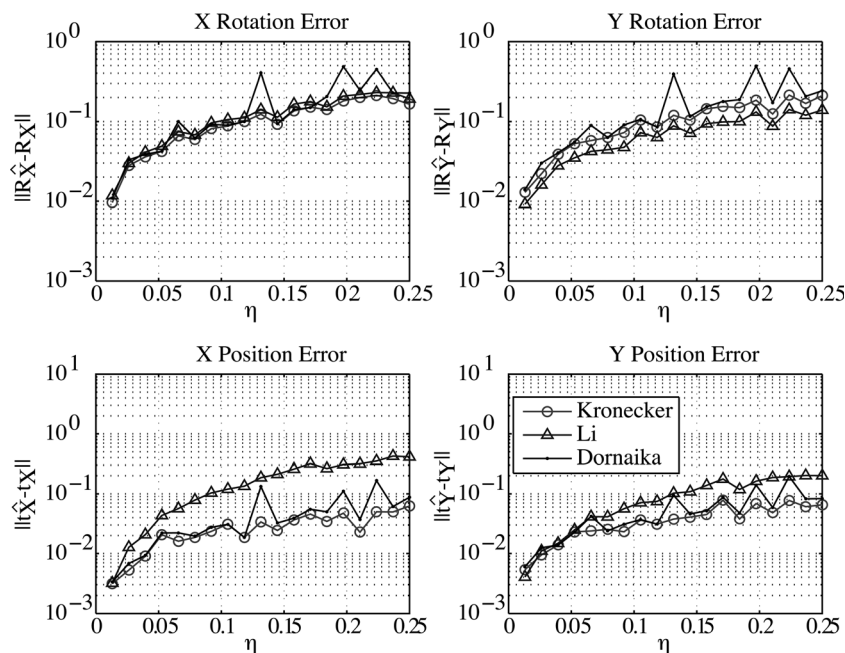 X Rotation Error
10^0
10^-1
10^-2
10^-3
||RX̂-RX||
0 0.05 0.1 0.15 0.2 0.25
η
Y Rotation Error
10^0
10^-1
10^-2
10^-3
||RŶ-RY||
0 0.05 0.1 0.15 0.2 0.25
η
X Position Error
10^1
10^0
10^-1
10^-2
10^-3
||tX̂-tX||
0 0.05 0.1 0.15 0.2 0.25
η
Y Position Error
10^1
10^0
10^-1
10^-2
10^-3
||tŶ-tY||
Kronecker
Li
Dornaika
0 0.05 0.1 0.15 0.2 0.25
η